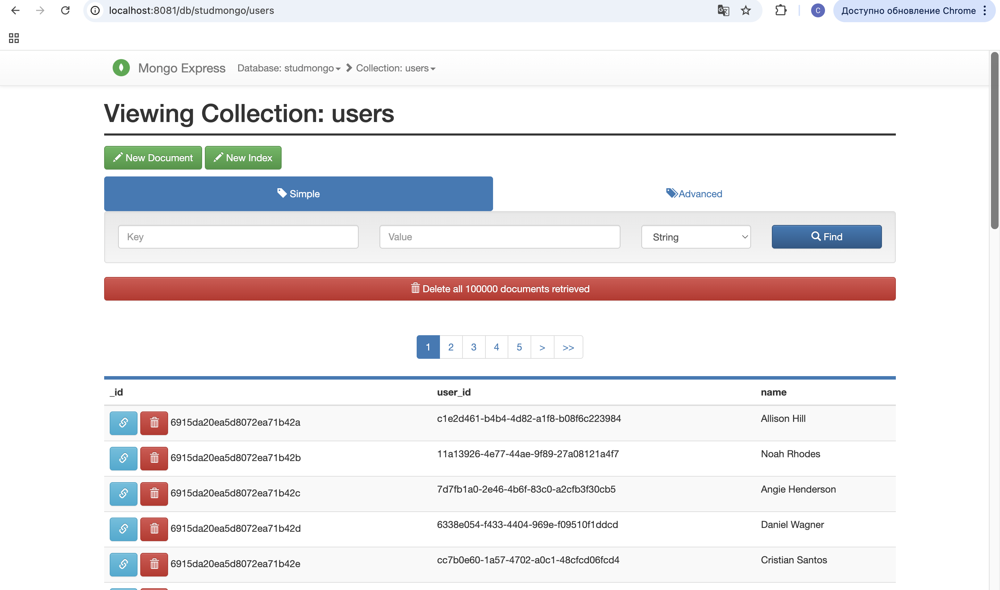 localhost:8081/db/studmongo/users
C
Доступно обновление Chrome
Mongo Express Database: studmongo Collection: users
Viewing Collection: users
New Document New Index
Simple Advanced
Key Value String Find
Delete all 100000 documents retrieved
1 2 3 4 5 > >>
_id user_id name
6915da20ea5d8072ea71b42a c1e2d461-b4b4-4d82-a1f8-b08f6c223984 Allison Hill
6915da20ea5d8072ea71b42b 11a13926-4e77-44ae-9f89-27a08121a4f7 Noah Rhodes
6915da20ea5d8072ea71b42c 7d7fb1a0-2e46-4b6f-83c0-a2cfb3f30cb5 Angie Henderson
6915da20ea5d8072ea71b42d 6338e054-f433-4404-969e-f09510f1ddcd Daniel Wagner
6915da20ea5d8072ea71b42e cc7b0e60-1a57-4702-a0c1-48cfcd06fcd4 Cristian Santos